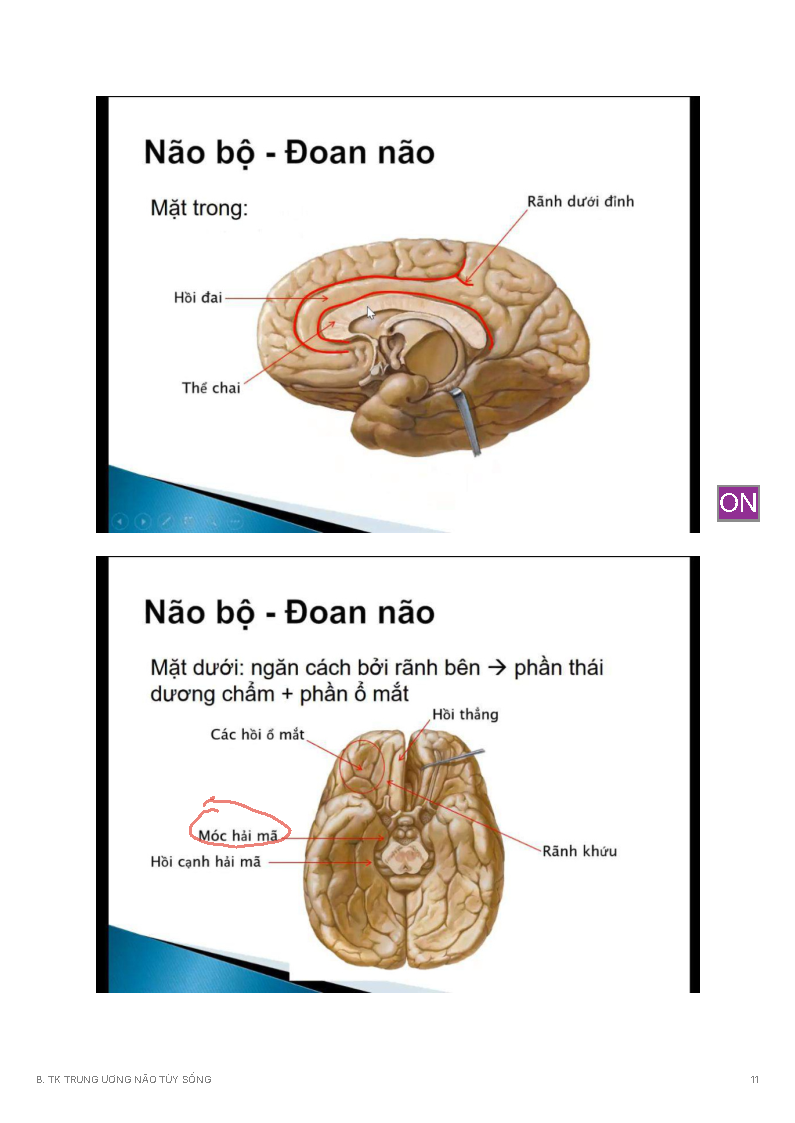 Não bộ - Đoan não
Mặt trong:
Rãnh dưới đỉnh
Hồi đai
Thể chai
ON
Não bộ - Đoan não
Mặt dưới: ngăn cách bởi rãnh bên → phần thái
dương chẩm + phần ổ mắt
Hồi thẳng
Các hồi ổ mắt
Móc hải mã
Rãnh khứu
Hồi cạnh hải mã
B. TK TRUNG ƯƠNG NÃO TỦY SỐNG
11